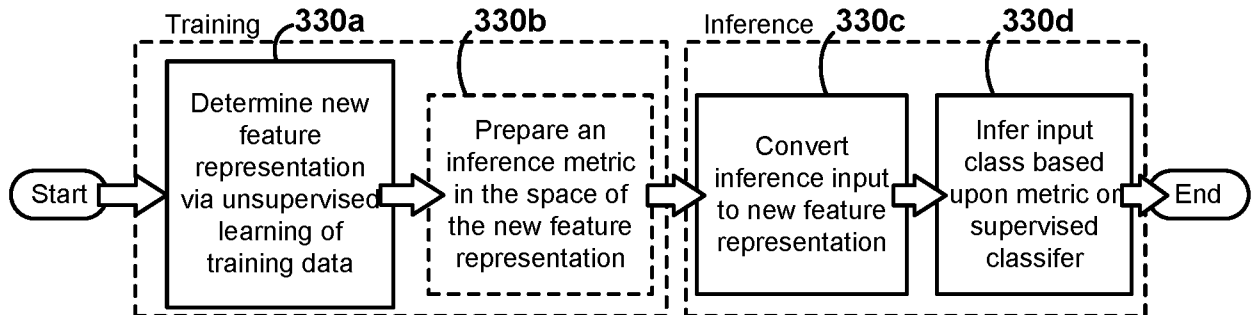 Training
330a
330b
Inference
330c
330d
Start
Determine new
feature
representation
via unsupervised
learning of
training data
Prepare an
inference metric
in the space of
the new feature
representation
Convert
inference input
to new feature
representation
Infer input
class based
upon metric or
supervised
classifer
End